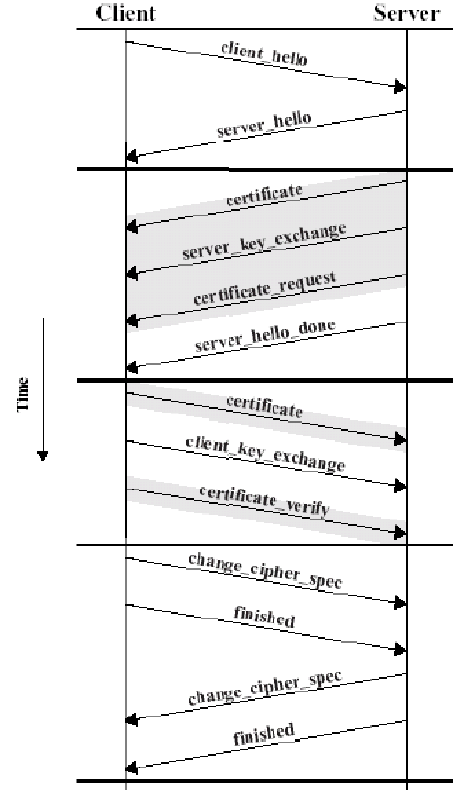 Client Server
client_hello
server_hello
certificate
server_key_exchange
certificate_request
server_hello_done
Time
certificate
client_key_exchange
certificate_verify
change_cipher_spec
finished
change_cipher_spec
finished